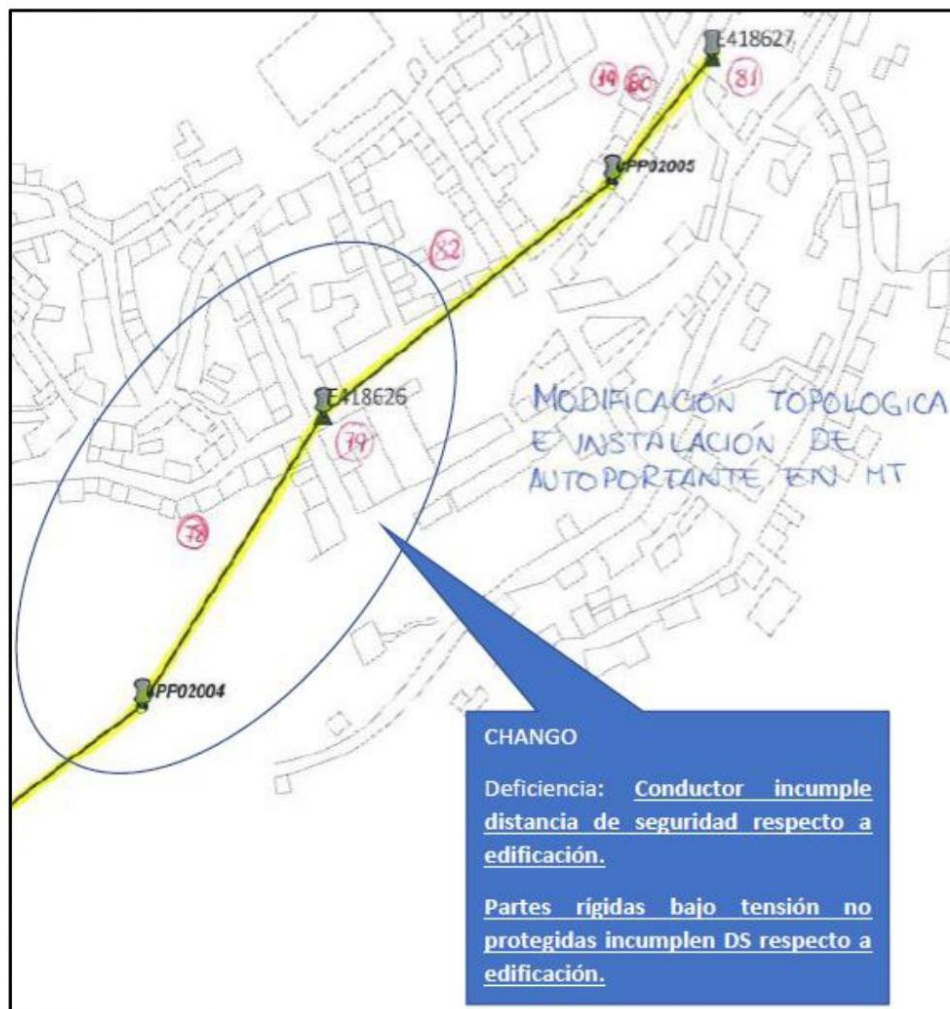 E418627
19 80 81
PP02005
82
E418626
79
MODIFICACIÓN TOPOLOGICA
E INSTALACIÓN DE
AUTOPORTANTE EN MT
78
PP02004
CHANGO
Deficiencia: Conductor incumple
distancia de seguridad respecto a
edificación.
Partes rígidas bajo tensión no
protegidas incumplen DS respecto a
edificación.